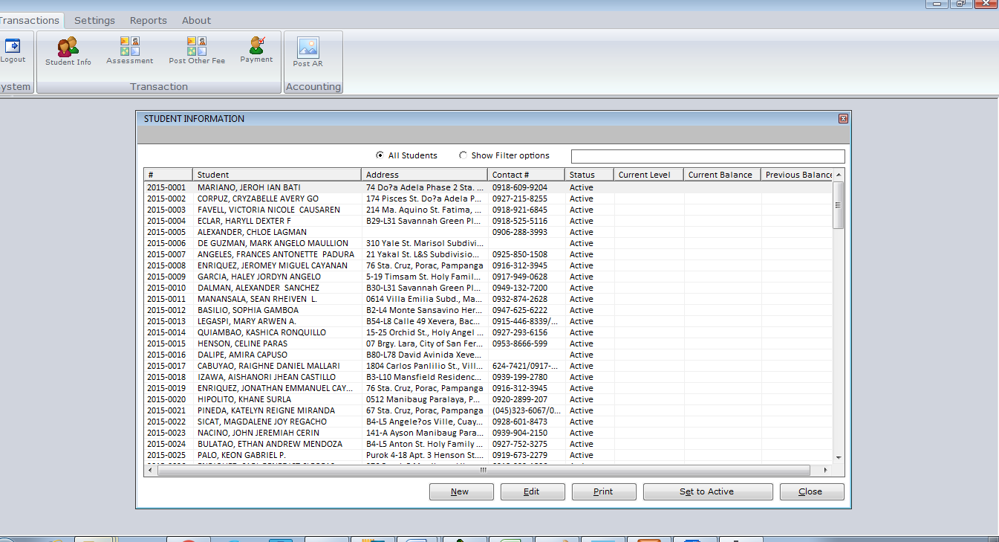 Transactions Settings Reports About
Logout Student Info Assessment Post Other Fee Payment Post AR
ystem Transaction Accounting
STUDENT INFORMATION
All Students Show Filter options
# Student Address Contact # Status Current Level Current Balance Previous Balance
2015-0001 MARIANO, JEROH IAN BATI 74 Do?a Adela Phase 2 Sta. ... 0918-609-9204 Active
2015-0002 CORPUZ, CRYZABELLE AVERY GO 174 Pisces St. Do?a Adela P... 0927-215-8255 Active
2015-0003 FAVELL, VICTORIA NICOLE CAUSAREN 214 Ma. Aquino St. Fatima, ... 0918-921-6845 Active
2015-0004 ECLAR, HARYLL DEXTER F B29-L31 Savannah Green Pl... 0918-525-5116 Active
2015-0005 ALEXANDER, CHLOE LAGMAN 0906-288-3993 Active
2015-0006 DE GUZMAN, MARK ANGELO MAULLION 310 Yale St. Marisol Subdivi... Active
2015-0007 ANGELES, FRANCES ANTONETTE PADURA 21 Yakal St. L&S Subdivisio... 0925-850-1508 Active
2015-0008 ENRIQUEZ, JEROMEY MIGUEL CAYANAN 76 Sta. Cruz, Porac, Pampanga 0916-312-3945 Active
2015-0009 GARCIA, HALEY JORDYN ANGELO 5-19 Timsam St. Holy Famil... 0917-949-0628 Active
2015-0010 DALMAN, ALEXANDER SANCHEZ B30-L31 Savannah Green Pl... 0949-132-7200 Active
2015-0011 MANANSALA, SEAN RHEIVEN L. 0614 Villa Emilia Subd., Ma... 0932-874-2628 Active
2015-0012 BASILIO, SOPHIA GAMBOA B2-L4 Monte Sansavino Her... 0947-625-6222 Active
2015-0013 LEGASPI, MARY ARWEN A. B54-L8 Calle 49 Xevera, Bac... 0915-446-8339/... Active
2015-0014 QUIAMBAO, KASHICA RONQUILLO 15-25 Orchid St., Holy Angel ... 0927-293-6156 Active
2015-0015 HENSON, CELINE PARAS 07 Brgy. Lara, City of San Fer... 0953-8666-599 Active
2015-0016 DALIPE, AMIRA CAPUSO B80-L78 David Avinida Xeve... Active
2015-0017 CABUYAO, RAIGHNE DANIEL MALLARI 1804 Carlos Panlilio St., Vill... 624-7421/0917-... Active
2015-0018 IZAWA, AISHANORI JHEAN CASTILLO B3-L10 Mansfield Residenc... 0939-199-2780 Active
2015-0019 ENRIQUEZ, JONATHAN EMMANUEL CAY... 76 Sta. Cruz, Porac, Pampanga 0916-312-3945 Active
2015-0020 HIPOLITO, KHANE SURLA 0512 Manibaug Paralaya, P... 0920-2899-207 Active
2015-0021 PINEDA, KATELYN REIGNE MIRANDA 67 Sta. Cruz, Porac, Pampanga (045)323-6067/0... Active
2015-0022 SICAT, MAGDALENE JOY REGACHO B4-L5 Angele?os Ville, Cuay... 0928-601-8473 Active
2015-0023 NACINO, JOHN JEREMIAH CERIN 141-A Ayson Manibaug Para... 0939-904-2150 Active
2015-0024 BULATAO, ETHAN ANDREW MENDOZA B4-L5 Anton St. Holy Family ... 0927-752-3275 Active
2015-0025 PALO, KEON GABRIEL P. Purok 4-18 Apt. 3 Henson St.... 0919-673-2279 Active
New Edit Print Set to Active Close